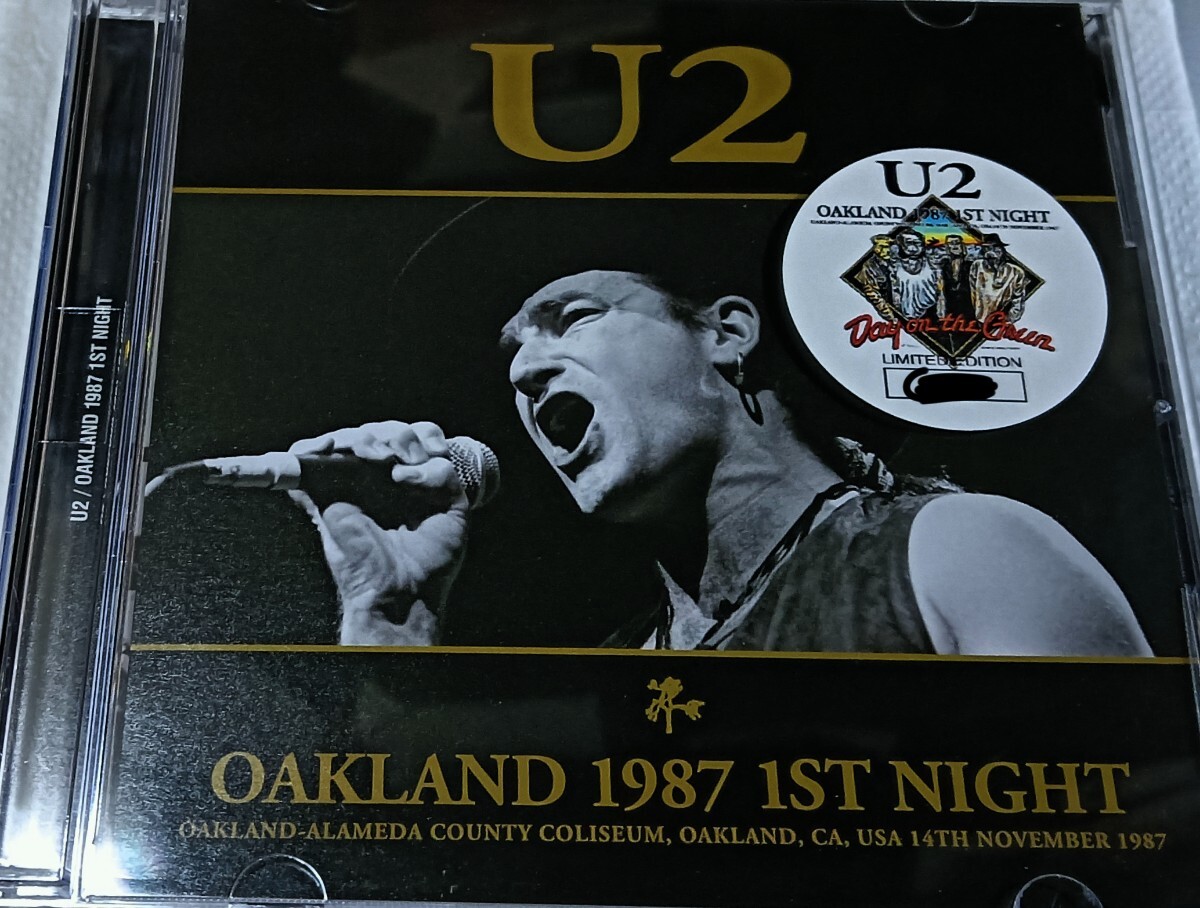 U2
U2
OAKLAND 1987 1ST NIGHT
Day on the Green
LIMITED EDITION
U2 / OAKLAND 1987 1ST NIGHT
OAKLAND 1987 1ST NIGHT
OAKLAND-ALAMEDA COUNTY COLISEUM, OAKLAND, CA, USA 14TH NOVEMBER 1987